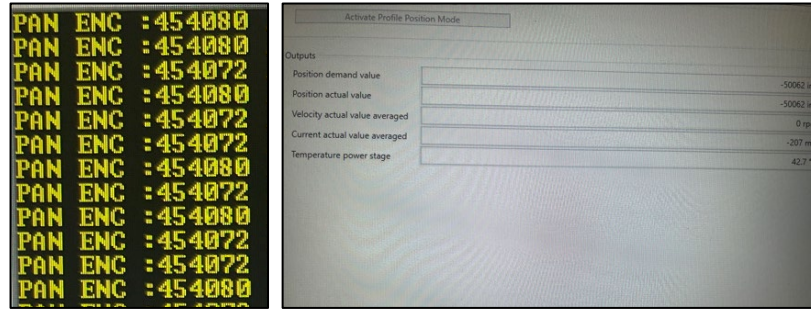 PAN ENC :454080
PAN ENC :454080
PAN ENC :454072
PAN ENC :454080
PAN ENC :454072
PAN ENC :454072
PAN ENC :454080
PAN ENC :454072
PAN ENC :454080
PAN ENC :454072
PAN ENC :454072
PAN ENC :454080
Activate Profile Position Mode
Outputs
Position demand value -50062
Position actual value -50062
Velocity actual value averaged 0
Current actual value averaged -207
Temperature power stage 42.7